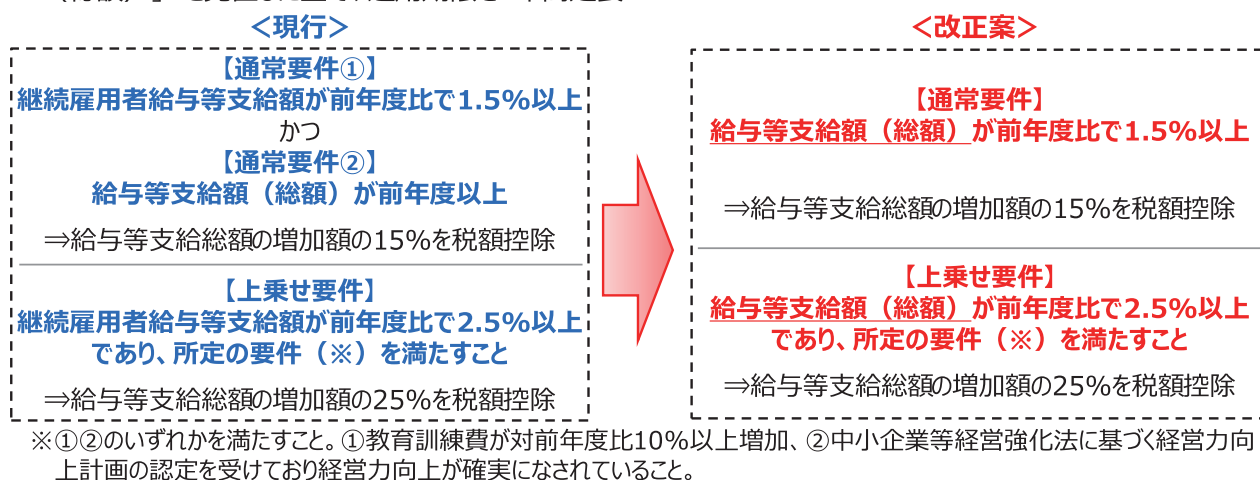 ＜現行＞
【通常要件①】
継続雇用者給与等支給額が前年度比で1.5%以上
かつ
【通常要件②】
給与等支給額（総額）が前年度以上
⇒給与等支給総額の増加額の15%を税額控除
【上乗せ要件】
継続雇用者給与等支給額が前年度比で2.5%以上
であり、所定の要件（※）を満たすこと
⇒給与等支給総額の増加額の25%を税額控除
＜改正案＞
【通常要件】
給与等支給額（総額）が前年度比で1.5%以上
⇒給与等支給総額の増加額の15%を税額控除
【上乗せ要件】
給与等支給額（総額）が前年度比で2.5%以上
であり、所定の要件（※）を満たすこと
⇒給与等支給総額の増加額の25%を税額控除
※①②のいずれかを満たすこと。①教育訓練費が対前年度比10%以上増加、②中小企業等経営強化法に基づく経営力向
上計画の認定を受けており経営力向上が確実になされていること。